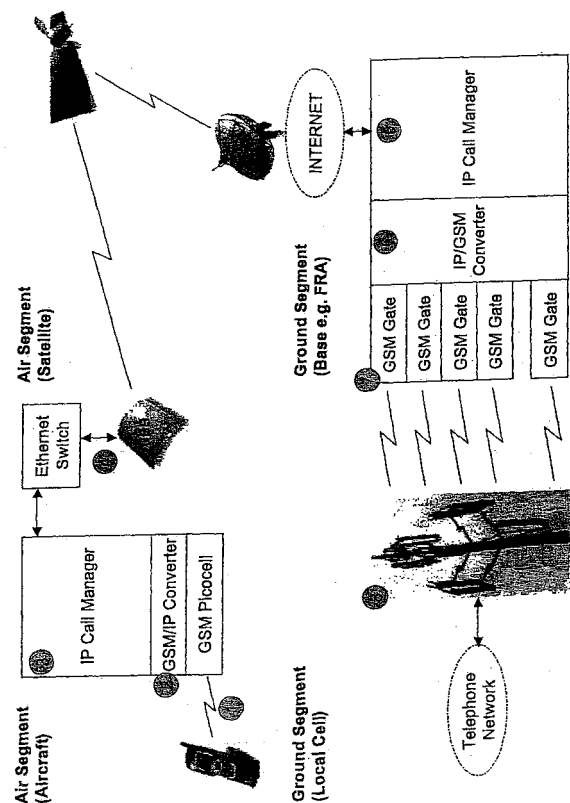 Air Segment
(Aircraft)
IP Call Manager
GSM/IP Converter
GSM Picocell
Ethernet
Switch
Air Segment
(Satellite)
Ground Segment
(Local Cell)
Telephone
Network
Ground Segment
(Base e.g. FRA)
GSM Gate
GSM Gate
GSM Gate
GSM Gate
GSM Gate
IP/GSM
Converter
IP Call Manager
INTERNET